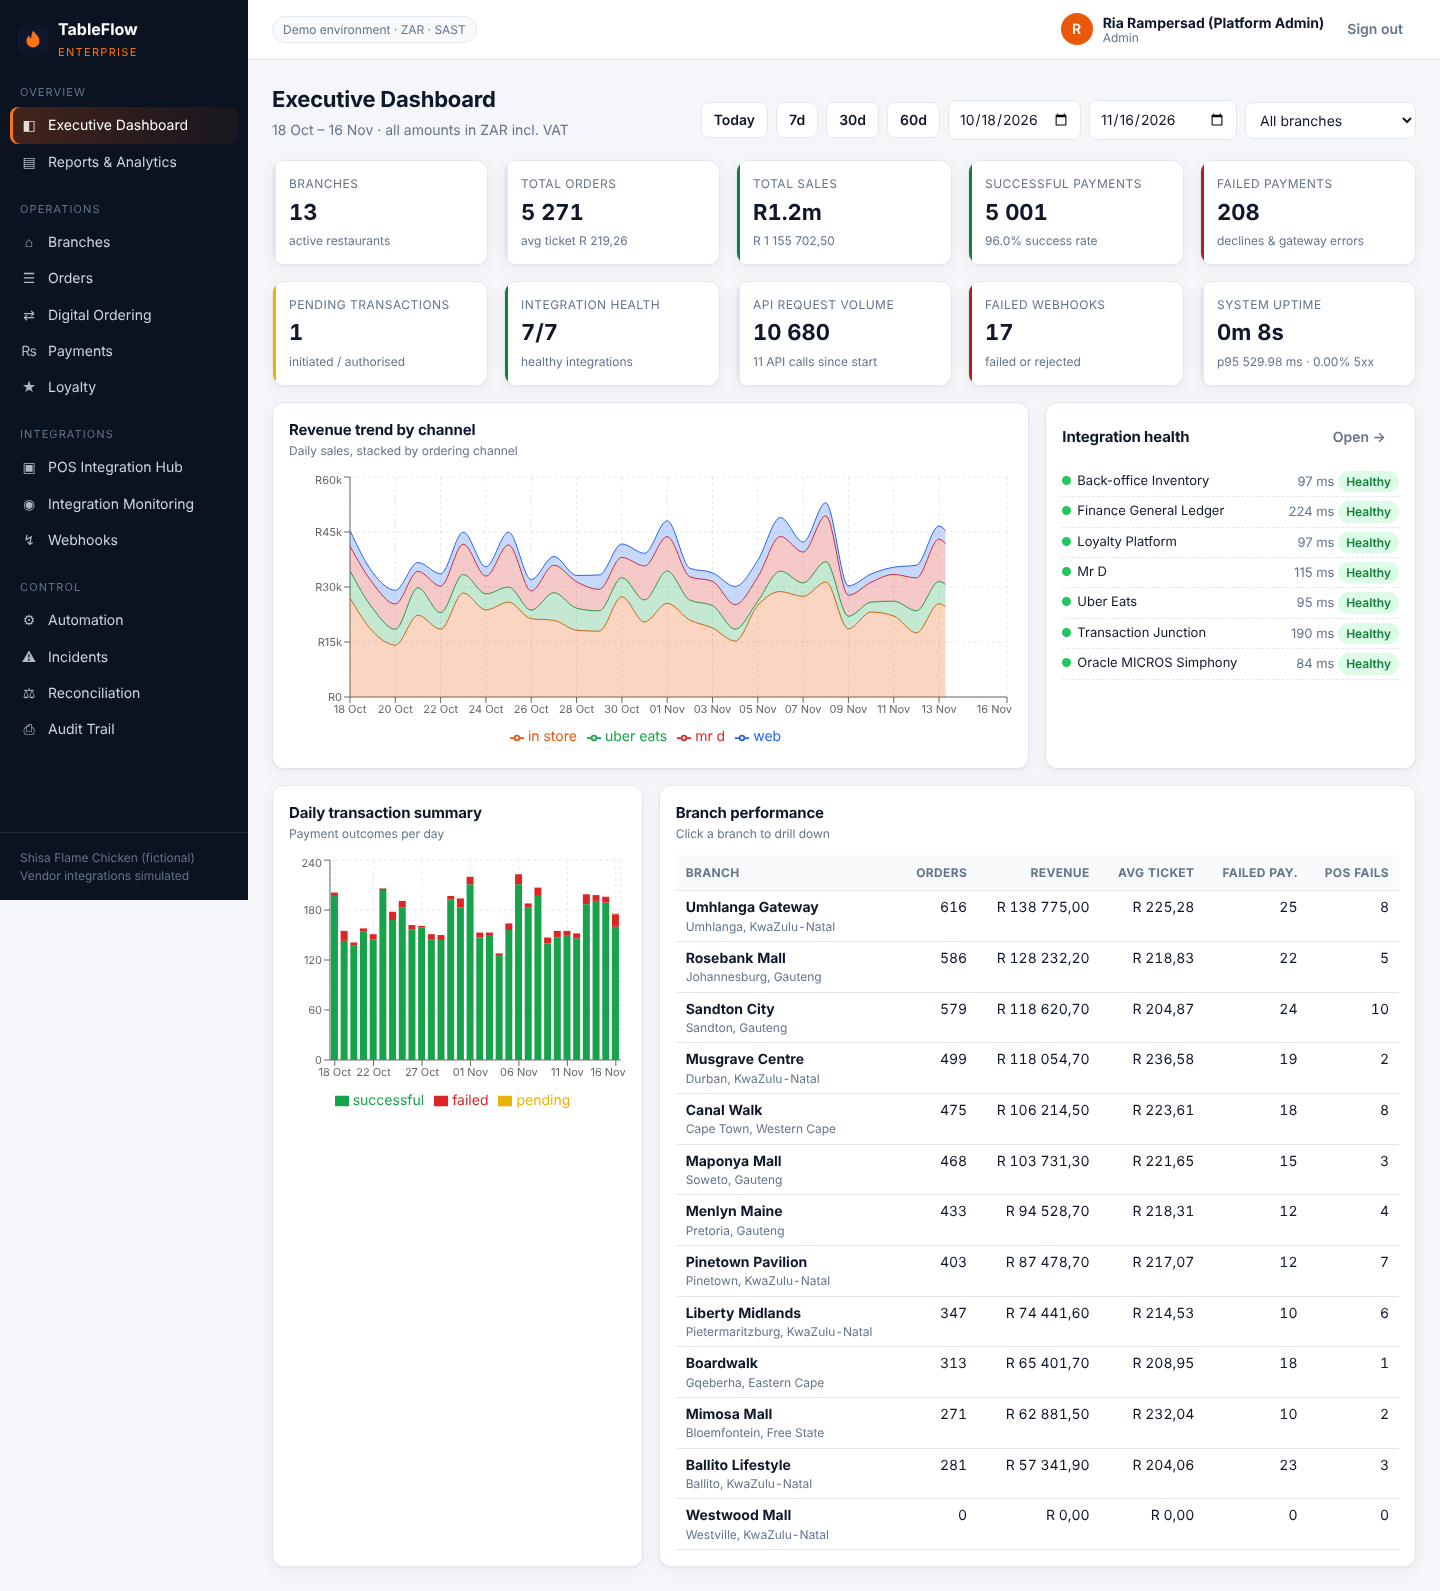 TableFlow
ENTERPRISE
OVERVIEW
Executive Dashboard
Reports & Analytics
OPERATIONS
Branches
Orders
Digital Ordering
Rs Payments
Loyalty
INTEGRATIONS
POS Integration Hub
Integration Monitoring
Webhooks
CONTROL
Automation
Incidents
Reconciliation
Audit Trail
Shisa Flame Chicken (fictional)
Vendor integrations simulated
Demo environment · ZAR · SAST
R
Ria Rampersad (Platform Admin)
Admin
Sign out
Executive Dashboard
18 Oct – 16 Nov · all amounts in ZAR incl. VAT
Today 7d 30d 60d 10/18/2026 11/16/2026 All branches
BRANCHES
13
active restaurants
TOTAL ORDERS
5 271
avg ticket R 219,26
TOTAL SALES
R1.2m
R 1 155 702,50
SUCCESSFUL PAYMENTS
5 001
96.0% success rate
FAILED PAYMENTS
208
declines & gateway errors
PENDING TRANSACTIONS
1
initiated / authorised
INTEGRATION HEALTH
7/7
healthy integrations
API REQUEST VOLUME
10 680
11 API calls since start
FAILED WEBHOOKS
17
failed or rejected
SYSTEM UPTIME
0m 8s
p95 529.98 ms · 0.00% 5xx
Revenue trend by channel
Daily sales, stacked by ordering channel
R60k
R45k
R30k
R15k
R0
18 Oct 20 Oct 22 Oct 24 Oct 26 Oct 28 Oct 30 Oct 01 Nov 03 Nov 05 Nov 07 Nov 09 Nov 11 Nov 13 Nov 16 Nov
in store uber eats mr d web
Integration health
Open →
Back-office Inventory 97 ms Healthy
Finance General Ledger 224 ms Healthy
Loyalty Platform 97 ms Healthy
Mr D 115 ms Healthy
Uber Eats 95 ms Healthy
Transaction Junction 190 ms Healthy
Oracle MICROS Simphony 84 ms Healthy
Daily transaction summary
Payment outcomes per day
240
180
120
60
0
18 Oct 22 Oct 27 Oct 01 Nov 06 Nov 11 Nov 16 Nov
successful failed pending
Branch performance
Click a branch to drill down
BRANCH ORDERS REVENUE AVG TICKET FAILED PAY. POS FAILS
Umhlanga Gateway 616 R 138 775,00 R 225,28 25 8
Umhlanga, KwaZulu-Natal
Rosebank Mall 586 R 128 232,20 R 218,83 22 5
Johannesburg, Gauteng
Sandton City 579 R 118 620,70 R 204,87 24 10
Sandton, Gauteng
Musgrave Centre 499 R 118 054,70 R 236,58 19 2
Durban, KwaZulu-Natal
Canal Walk 475 R 106 214,50 R 223,61 18 8
Cape Town, Western Cape
Maponya Mall 468 R 103 731,30 R 221,65 15 3
Soweto, Gauteng
Menlyn Maine 433 R 94 528,70 R 218,31 12 4
Pretoria, Gauteng
Pinetown Pavilion 403 R 87 478,70 R 217,07 12 7
Pinetown, KwaZulu-Natal
Liberty Midlands 347 R 74 441,60 R 214,53 10 6
Pietermaritzburg, KwaZulu-Natal
Boardwalk 313 R 65 401,70 R 208,95 18 1
Gqeberha, Eastern Cape
Mimosa Mall 271 R 62 881,50 R 232,04 10 2
Bloemfontein, Free State
Ballito Lifestyle 281 R 57 341,90 R 204,06 23 3
Ballito, KwaZulu-Natal
Westwood Mall 0 R 0,00 R 0,00 0 0
Westville, KwaZulu-Natal